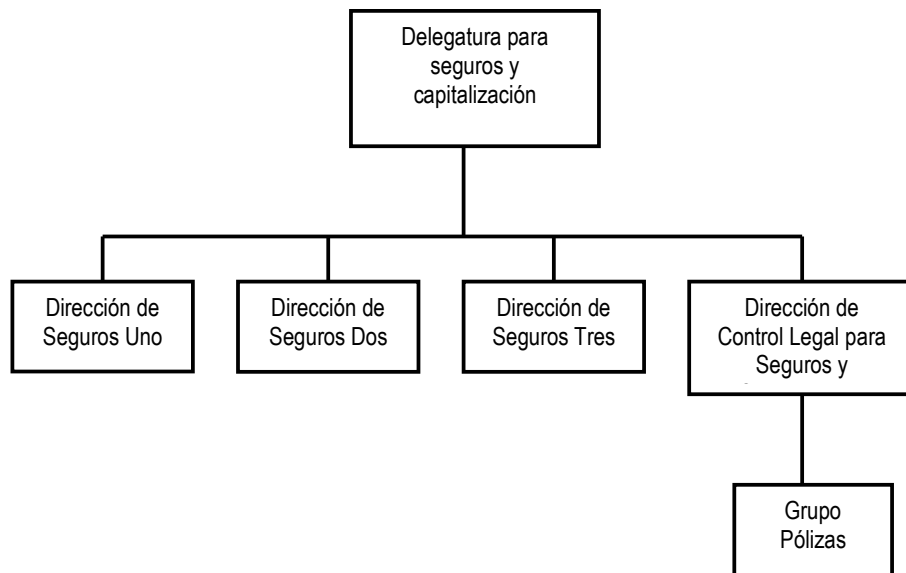 Delegatura para
seguros y
capitalización
Dirección de
Seguros Uno
Dirección de
Seguros Dos
Dirección de
Seguros Tres
Dirección de
Control Legal para
Seguros y
Grupo
Pólizas